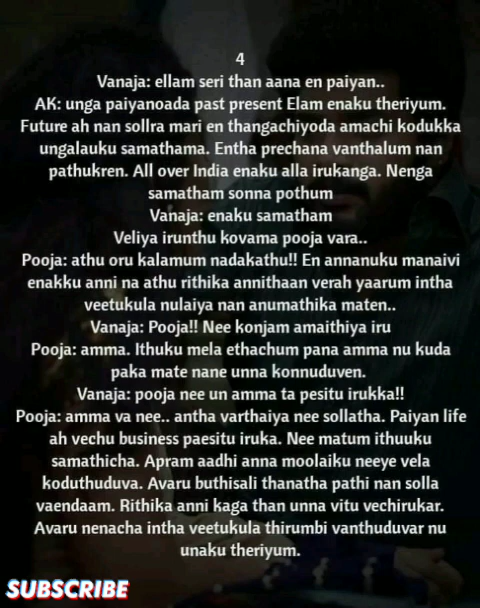 4
Vanaja: ellam seri than aana en paiyan..
AK: unga paiyanoada past present Elam enaku theriyum.
Future ah nan sollra mari en thangachiyoda amachi kodukka
ungalauku samathama. Entha prechana vanthalum nan
pathukren. All over India enaku alla irukanga. Nenga
samatham sonna pothum
Vanaja: enaku samatham
Veliya irunthu kovama pooja vara..
Pooja: athu oru kalamum nadakathu!! En annanuku manaivi
enakku anni na athu rithika annithaan verah yaarum intha
veetukula nulaiya nan anumathika maten..
Vanaja: Pooja!! Nee konjam amaithiya iru
Pooja: amma. Ithuku mela ethachum pana amma nu kuda
paka mate nane unna konnuduven.
Vanaja: pooja nee un amma ta pesitu irukka!!
Pooja: amma va nee.. antha varthaiya nee sollatha. Paiyan life
ah vechu business paesitu iruka. Nee matum ithuuku
samathicha. Apram aadhi anna moolaiku neeye vela
koduthuduva. Avaru buthisali thanatha pathi nan solla
vaendaam. Rithika anni kaga than unna vitu vechirukar.
Avaru nenacha intha veetukula thirumbi vanthuduvar nu
unaku theriyum.
SUBSCRIBE